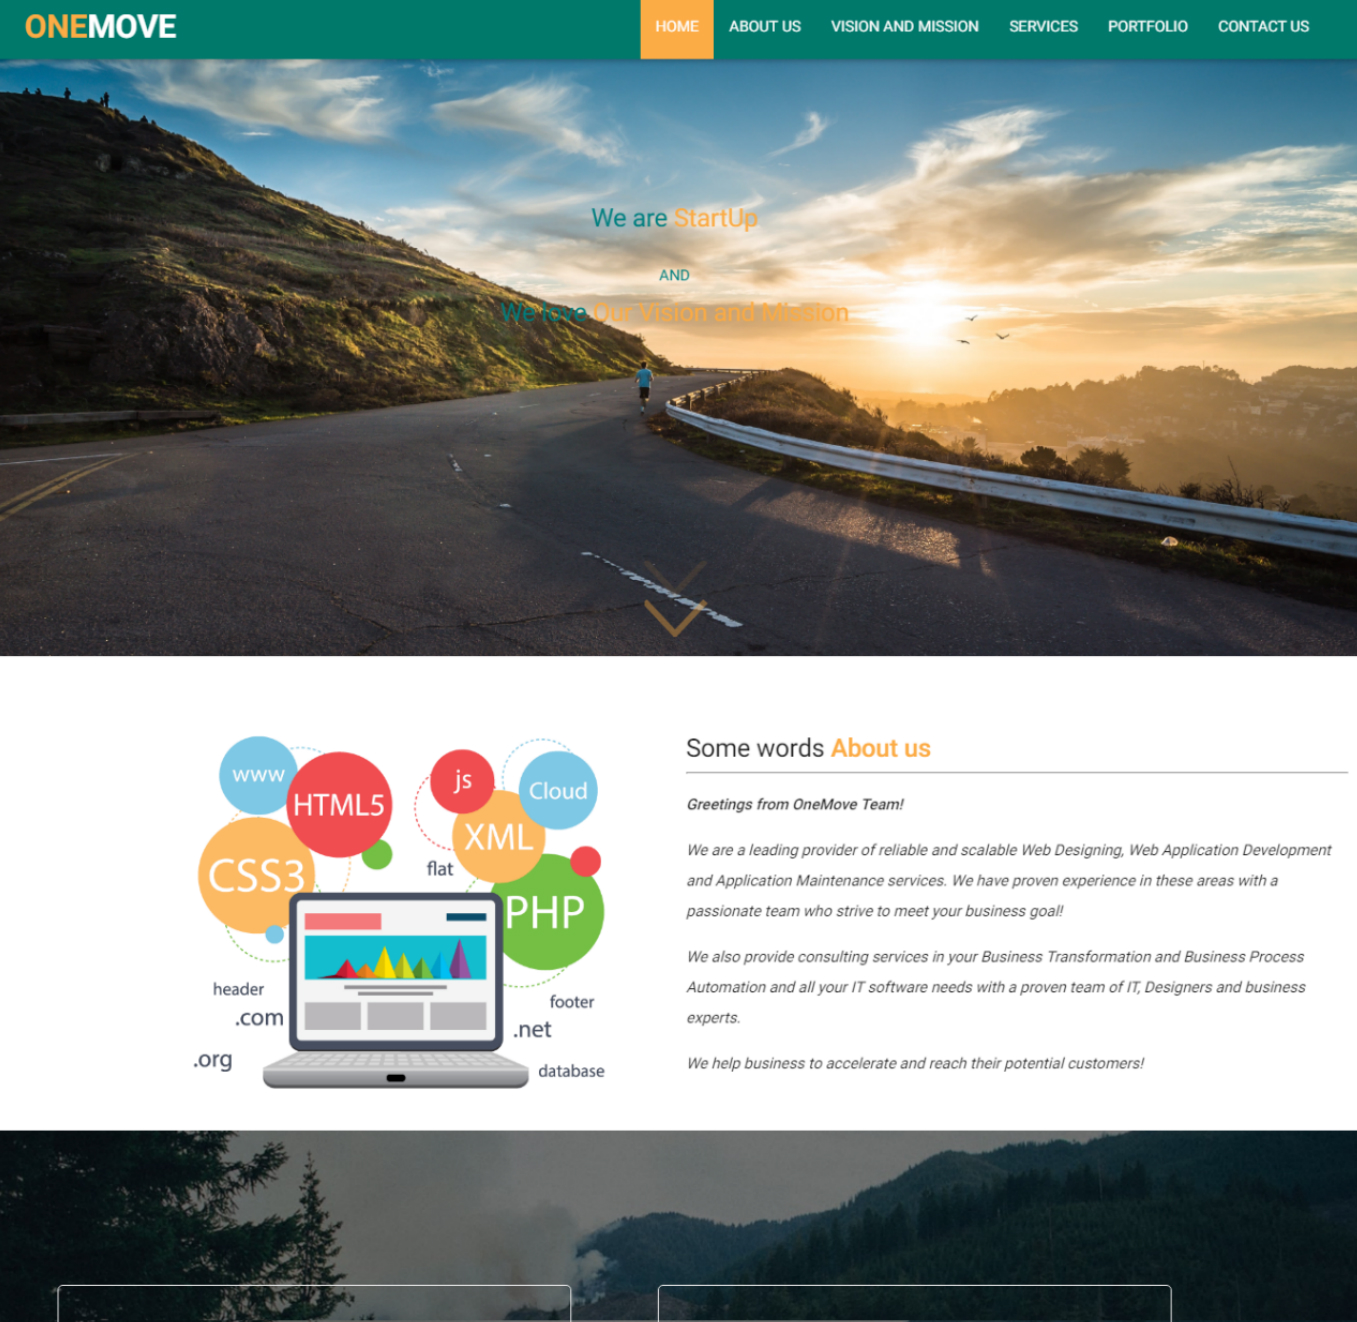 ONEMOVE
HOME ABOUT US VISION AND MISSION SERVICES PORTFOLIO CONTACT US
We are StartUp
AND
We love Our Vision and Mission
www
HTML5
CSS3
js
Cloud
XML
flat
PHP
header
.com
.org
footer
.net
database
Some words About us
Greetings from OneMove Team!
We are a leading provider of reliable and scalable Web Designing, Web Application Development
and Application Maintenance services. We have proven experience in these areas with a
passionate team who strive to meet your business goal!
We also provide consulting services in your Business Transformation and Business Process
Automation and all your IT software needs with a proven team of IT, Designers and business
experts.
We help business to accelerate and reach their potential customers!